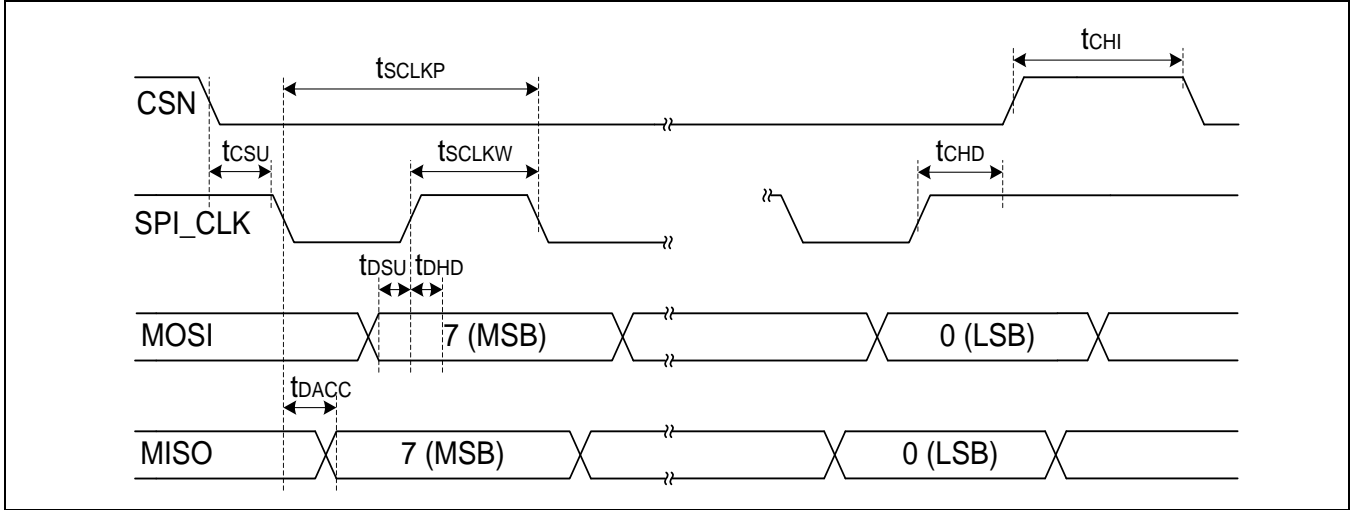 tCHI
tSCLKP
CSN
tCSU
tSCLKW
tCHD
SPI_CLK
tDSU tDHD
MOSI 7 (MSB) 0 (LSB)
tDACC
MISO 7 (MSB) 0 (LSB)